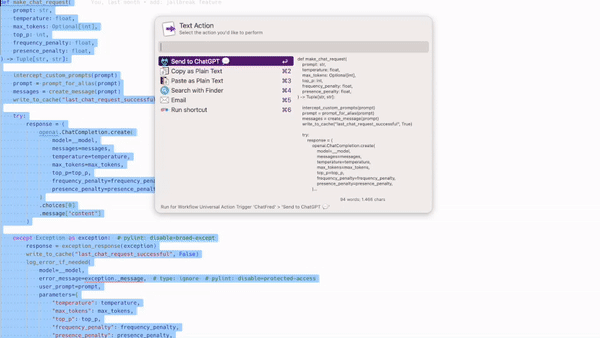 def make_chat_request(
You, last month • Add: jailbreak feature
prompt: str,
temperature: float,
max_tokens: Optional[int],
top_p: int,
frequency_penalty: float,
presence_penalty: float,
) -> Tuple[str, str]:
intercept_custom_prompts(prompt)
prompt = prompt_for_alias(prompt)
messages = create_message(prompt)
write_to_cache("last_chat_request_successful
try:
response = (
openai.ChatCompletion.create(
model=__model,
messages=messages,
temperature=temperature,
max_tokens=max_tokens,
top_p=top_p,
frequency_penalty=frequency_pena
presence_penalty=presence_penalt
)
.choices[0]
.message["content"]
)
except Exception as exception: # pylint: disable=broad-except
response = exception_response(exception)
write_to_cache("last_chat_request_successful", False)
log_error_if_needed(
model=__model,
error_message=exception._message, # type: ignore # pylint: disable=protected-access
user_prompt=prompt,
parameters={
"temperature": temperature,
"max_tokens": max_tokens,
"top_p": top_p,
"frequency_penalty": frequency_penalty,
"presence_penalty": presence_penalty,
Text Action
Select the action you'd like to perform
Send to ChatGPT
Copy as Plain Text ⌘2
Paste as Plain Text ⌘3
Search with Finder ⌘4
Email ⌘5
Run shortcut ⌘6
def make_chat_request(
prompt: str,
temperature: float,
max_tokens: Optional[int],
top_p: int,
frequency_penalty: float,
presence_penalty: float,
) -> Tuple[str, str]:
intercept_custom_prompts(prompt)
prompt = prompt_for_alias(prompt)
messages = create_message(prompt)
write_to_cache("last_chat_request_successful", True)
try:
response = (
openai.ChatCompletion.create(
model=__model,
messages=messages,
temperature=temperature,
max_tokens=max_tokens,
top_p=top_p,
frequency_penalty=frequency_penalty,
presence_penalty=presence_penalty,
)...
94 words: 1,468 chars
Run for Workflow Universal Action Trigger 'ChatFred' > 'Send to ChatGPT